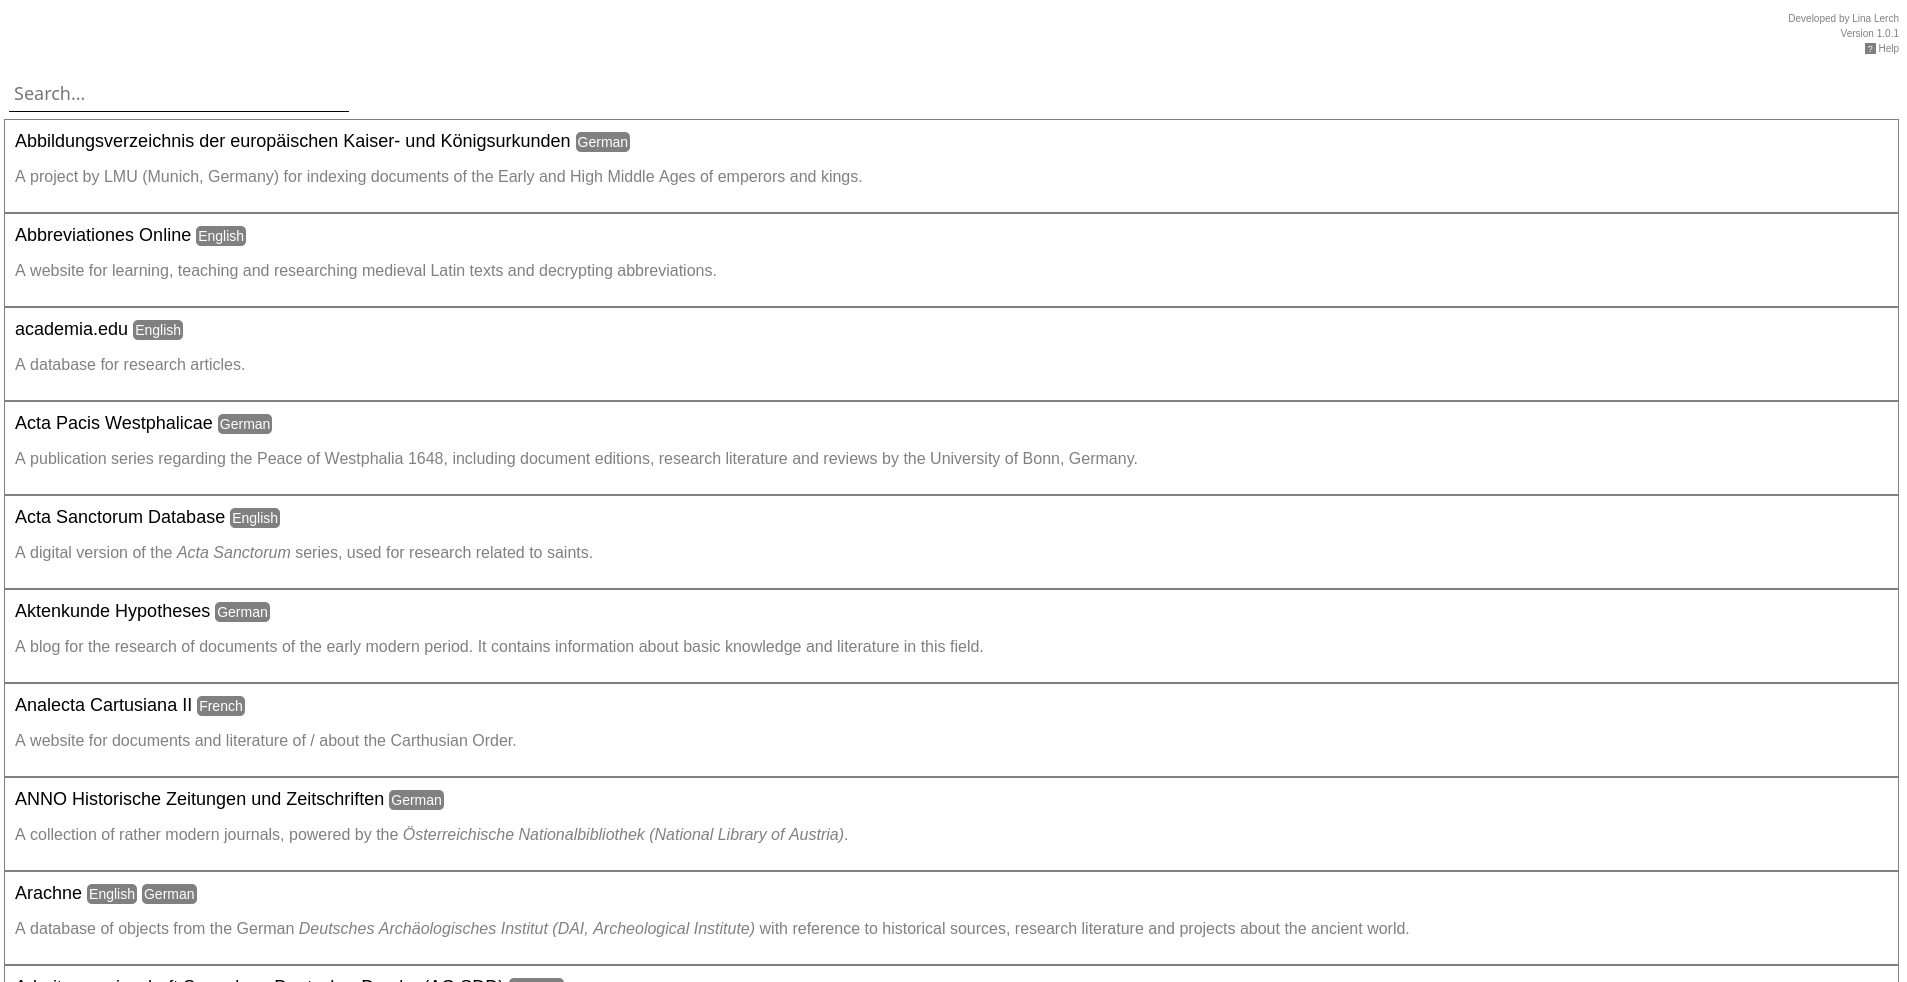 Developed by Lina Lerch
Version 1.0.1
? Help
Search...
Abbildungsverzeichnis der europäischen Kaiser- und Königsurkunden German
A project by LMU (Munich, Germany) for indexing documents of the Early and High Middle Ages of emperors and kings.
Abbreviationes Online English
A website for learning, teaching and researching medieval Latin texts and decrypting abbreviations.
academia.edu English
A database for research articles.
Acta Pacis Westphalicae German
A publication series regarding the Peace of Westphalia 1648, including document editions, research literature and reviews by the University of Bonn, Germany.
Acta Sanctorum Database English
A digital version of the Acta Sanctorum series, used for research related to saints.
Aktenkunde Hypotheses German
A blog for the research of documents of the early modern period. It contains information about basic knowledge and literature in this field.
Analecta Cartusiana II French
A website for documents and literature of / about the Carthusian Order.
ANNO Historische Zeitungen und Zeitschriften German
A collection of rather modern journals, powered by the Österreichische Nationalbibliothek (National Library of Austria).
Arachne English German
A database of objects from the German Deutsches Archäologisches Institut (DAI, Archeological Institute) with reference to historical sources, research literature and projects about the ancient world.